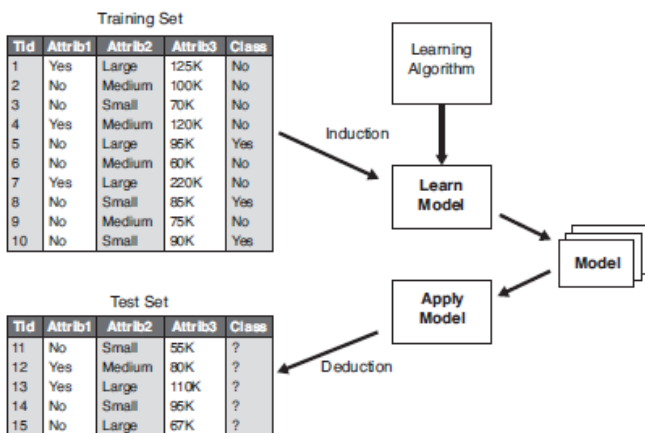 Training Set
Tid Attrib1 Attrib2 Attrib3 Class
1 Yes Large 125K No
2 No Medium 100K No
3 No Small 70K No
4 Yes Medium 120K No
5 No Large 95K Yes
6 No Medium 60K No
7 Yes Large 220K No
8 No Small 85K Yes
9 No Medium 75K No
10 No Small 90K Yes
Learning
Algorithm
Induction
Learn
Model
Model
Apply
Model
Deduction
Test Set
Tid Attrib1 Attrib2 Attrib3 Class
11 No Small 55K ?
12 Yes Medium 80K ?
13 Yes Large 110K ?
14 No Small 95K ?
15 No Large 67K ?